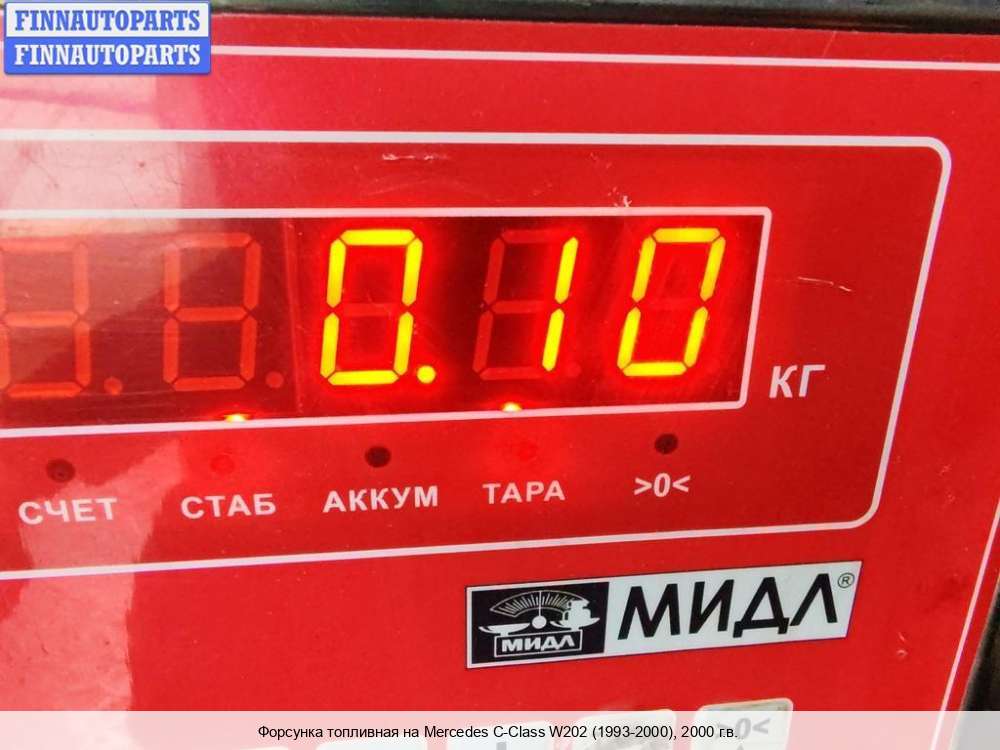 FINNAUTOPARTS
FINNAUTOPARTS
0.10
КГ
СЧЕТ СТАБ АККУМ ТАРА >0<
МИДЛ МИДЛ®
>0<
Форсунка топливная на Mercedes C-Class W202 (1993-2000), 2000 г.в.